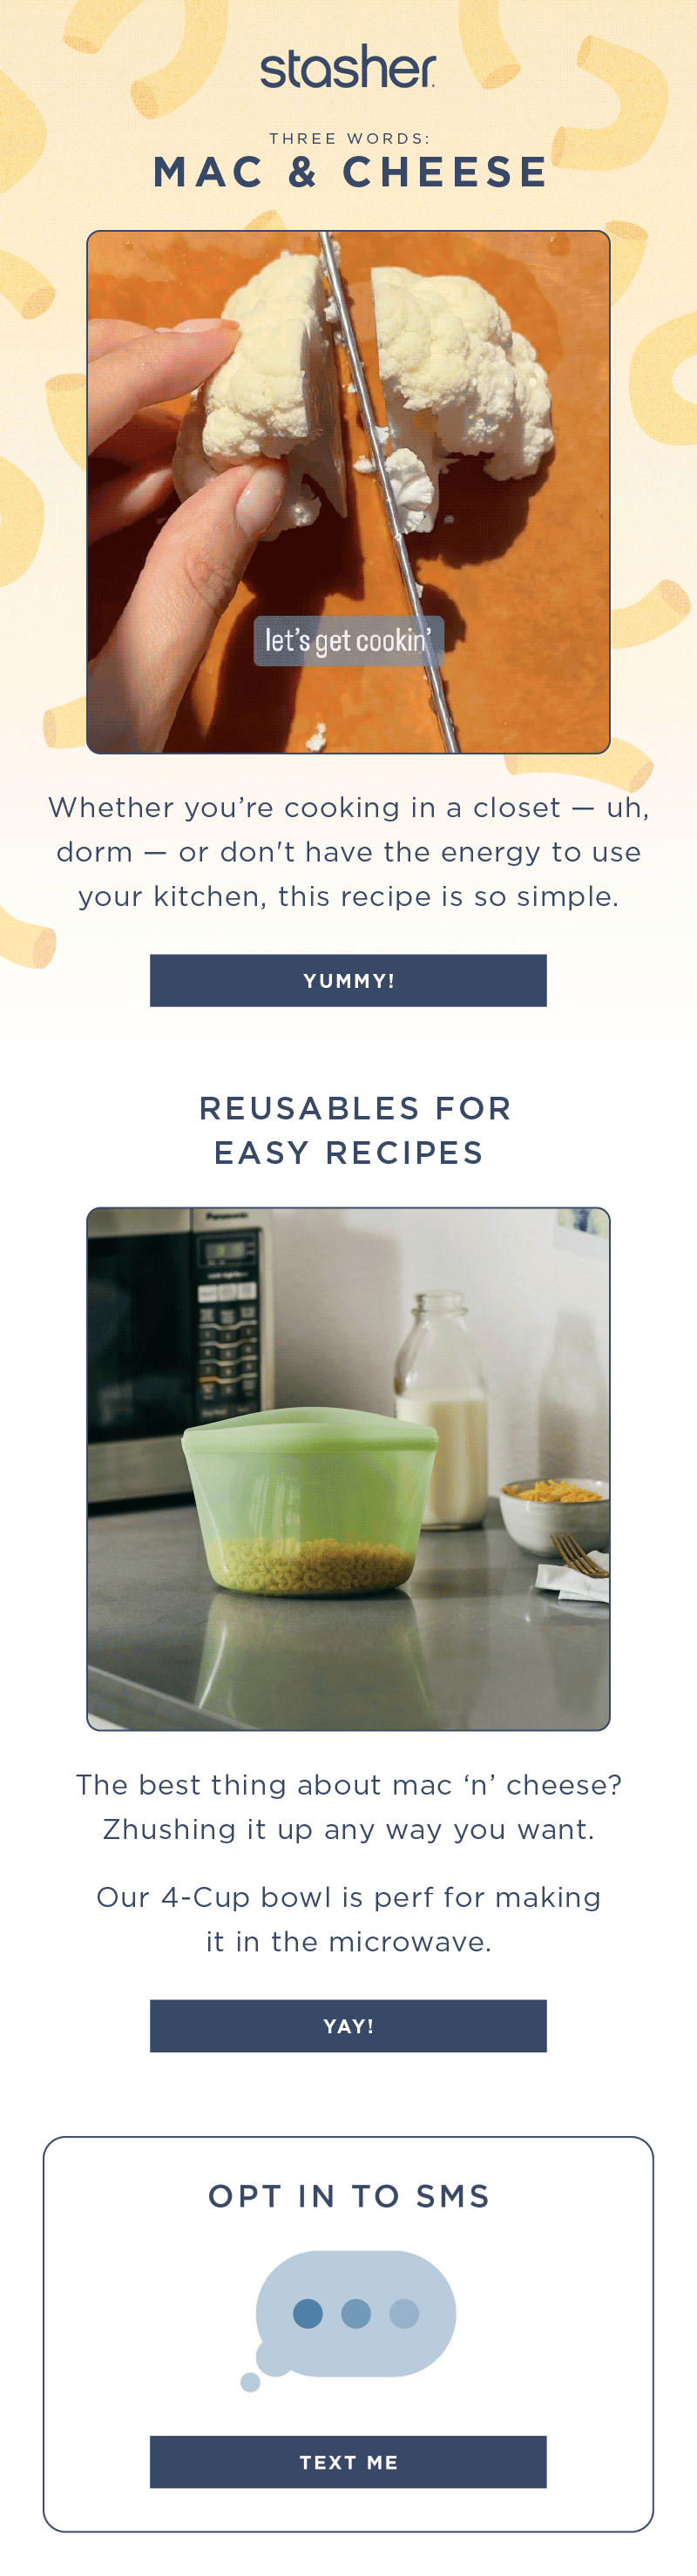 stasher
THREE WORDS:
MAC & CHEESE
let’s get cookin’
Whether you’re cooking in a closet — uh,
dorm — or don't have the energy to use
your kitchen, this recipe is so simple.
YUMMY!
REUSABLES FOR
EASY RECIPES
Panasonic
The best thing about mac ‘n’ cheese?
Zhushing it up any way you want.
Our 4-Cup bowl is perf for making
it in the microwave.
YAY!
OPT IN TO SMS
TEXT ME